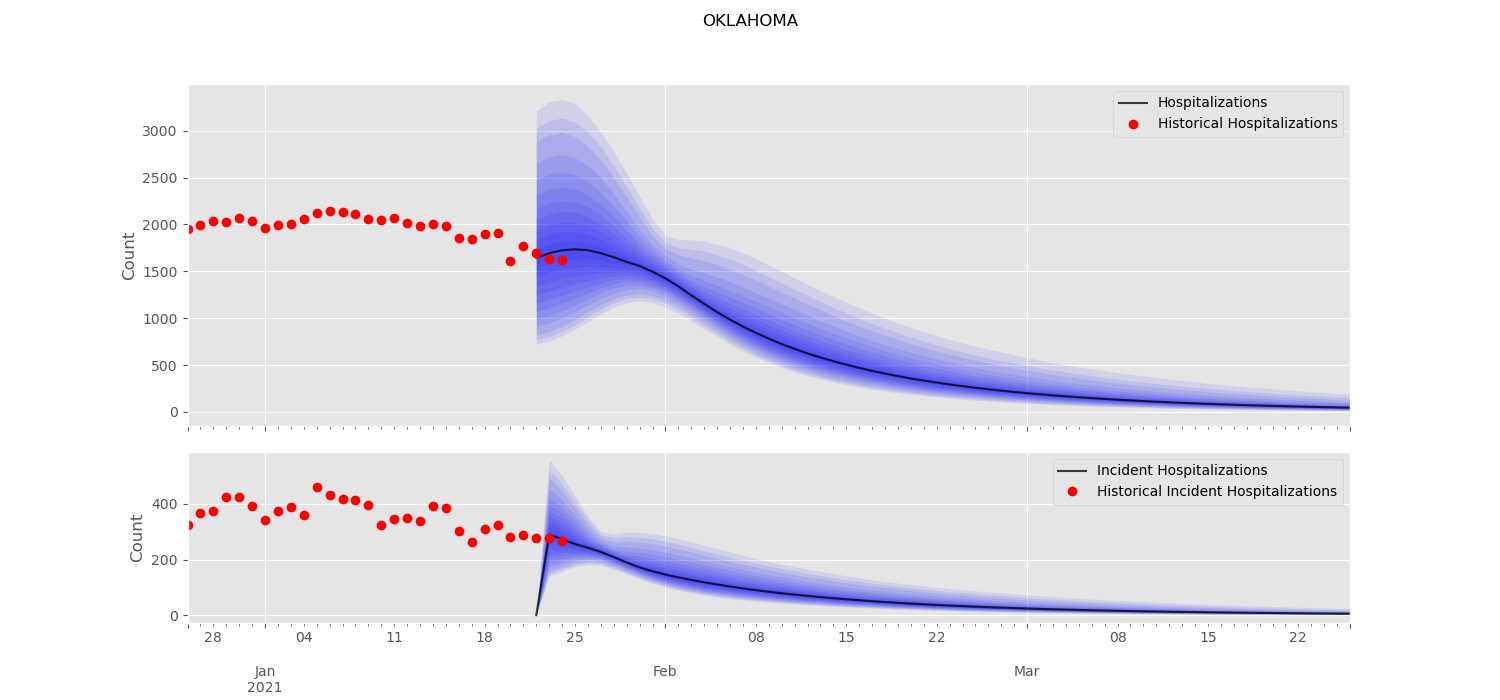 OKLAHOMA
Hospitalizations
Historical Hospitalizations
3000
2500
2000
1500
1000
500
0
Count
Incident Hospitalizations
Historical Incident Hospitalizations
400
200
0
Count
28 04 11 18 25 08 15 22 08 15 22
Jan Feb Mar
2021